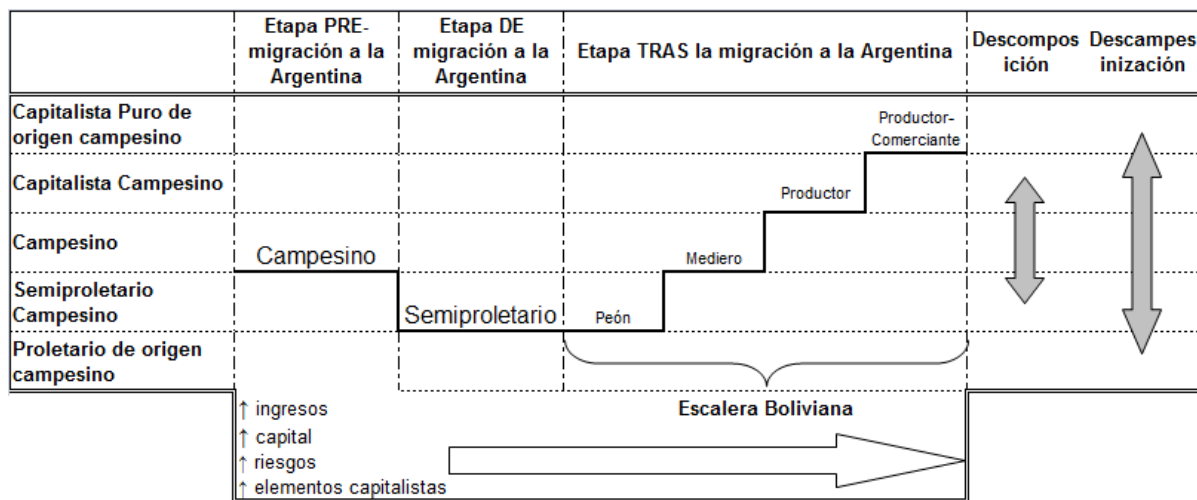 Etapa PRE-
migración a la
Argentina
Etapa DE
migración a la
Argentina
Etapa TRAS la migración a la Argentina
Descompos
ición
Descampes
inización
Capitalista Puro de
origen campesino
Productor-
Comerciante
Capitalista Campesino
Productor
Campesino
Campesino
Mediero
Semiproletario
Campesino
Semiproletario
Peón
Proletario de origen
campesino
Escalera Boliviana
↑ ingresos
↑ capital
↑ riesgos
↑ elementos capitalistas